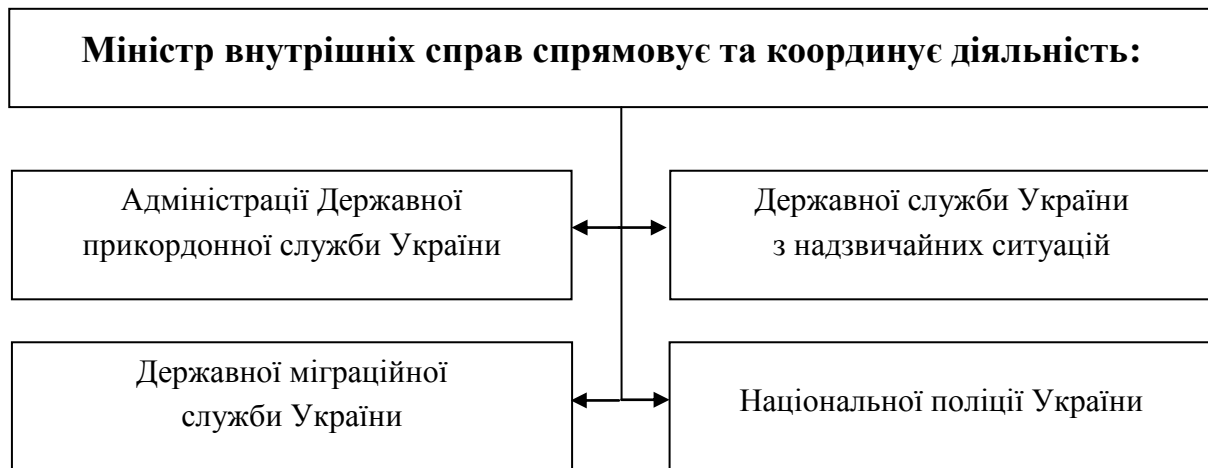 Міністр внутрішніх справ спрямовує та координує діяльність:
Адміністрації Державної
прикордонної служби України
Державної служби України
з надзвичайних ситуацій
Державної міграційної
служби України
Національної поліції України